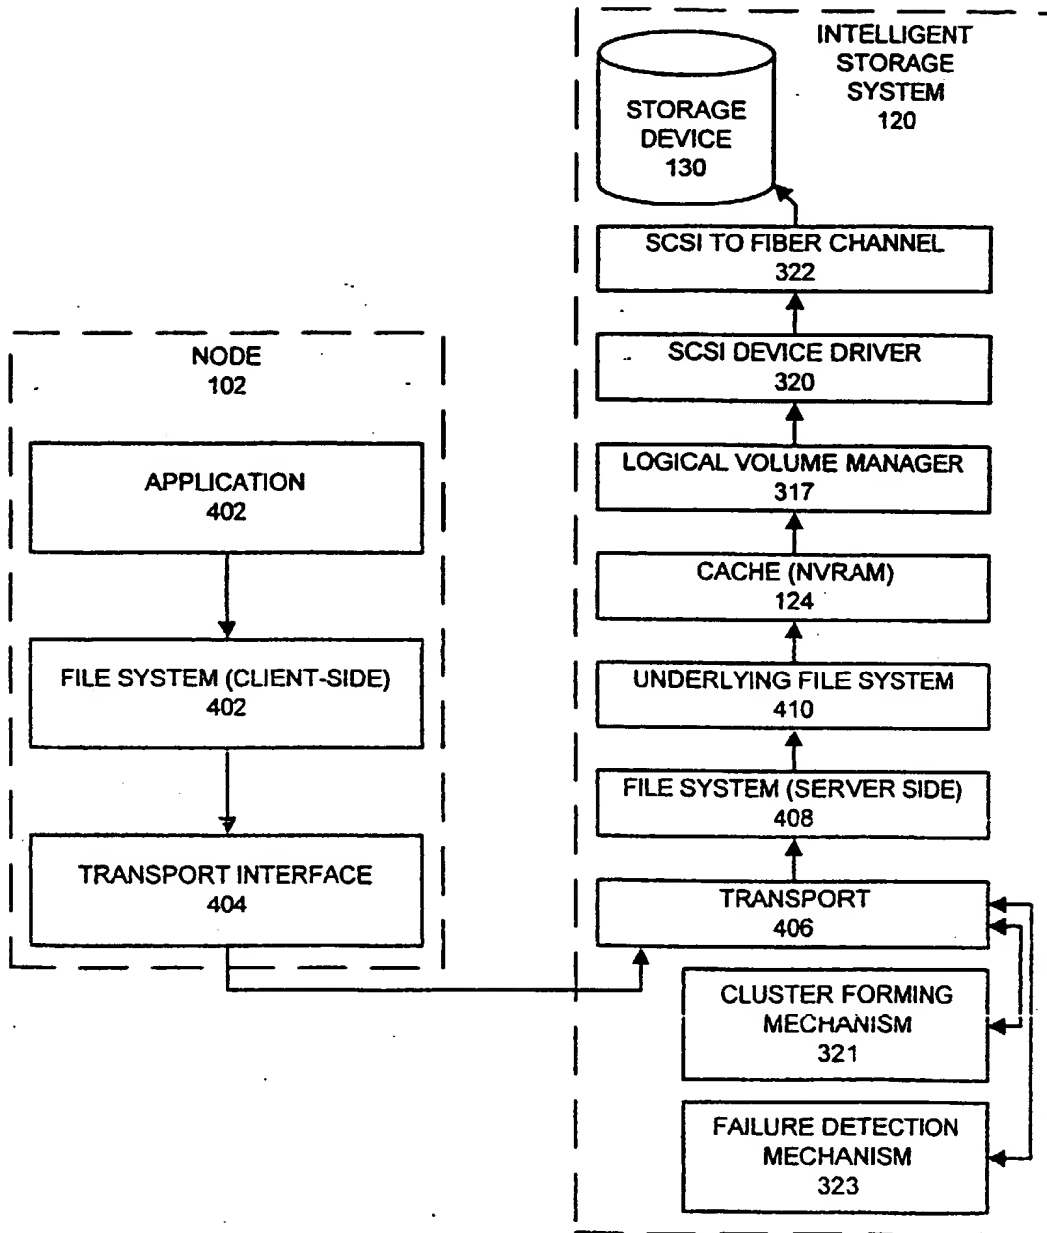 INTELLIGENT
STORAGE
SYSTEM
120
STORAGE
DEVICE
130
SCSI TO FIBER CHANNEL
322
SCSI DEVICE DRIVER
320
LOGICAL VOLUME MANAGER
317
CACHE (NVRAM)
124
UNDERLYING FILE SYSTEM
410
FILE SYSTEM (SERVER SIDE)
408
TRANSPORT
406
CLUSTER FORMING
MECHANISM
321
FAILURE DETECTION
MECHANISM
323
NODE
102
APPLICATION
402
FILE SYSTEM (CLIENT-SIDE)
402
TRANSPORT INTERFACE
404